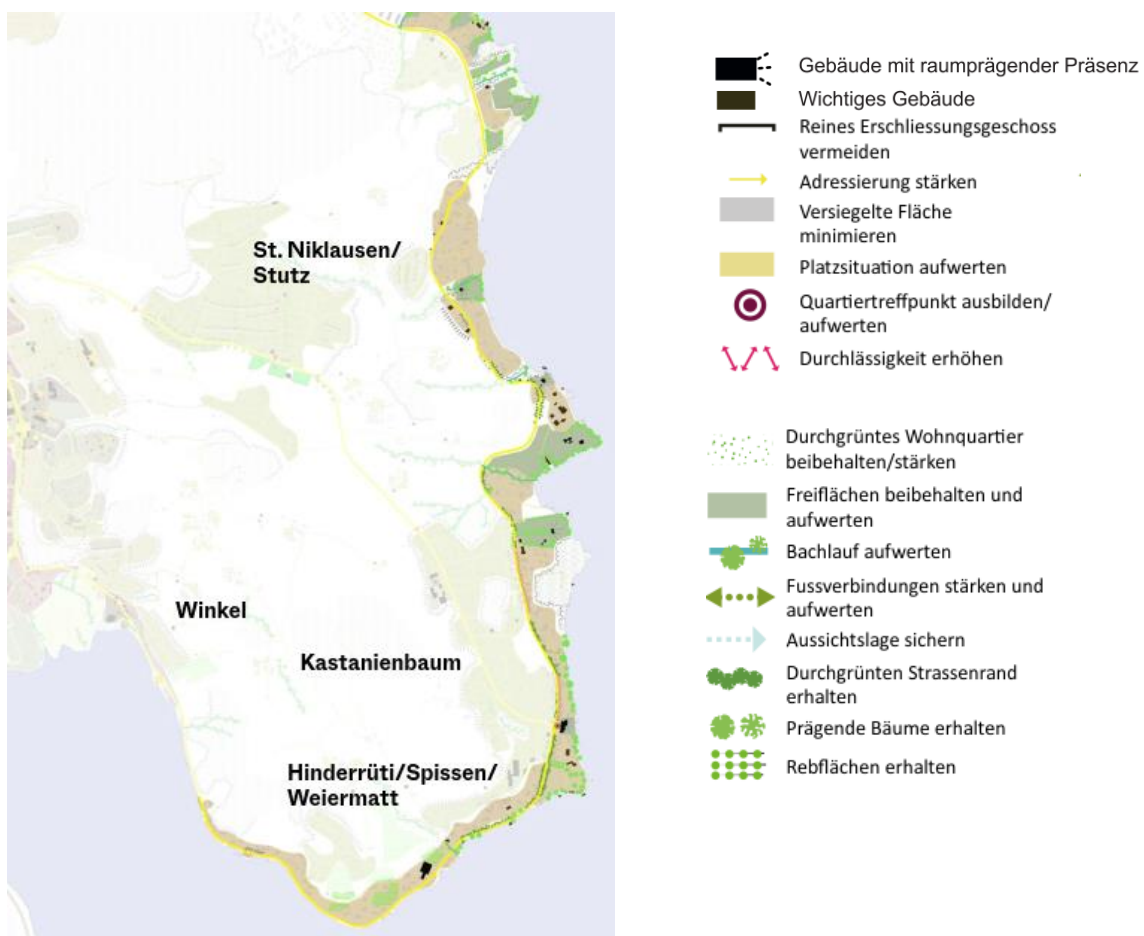 St. Niklausen/
Stutz
Winkel
Kastanienbaum
Hinderrüti/Spissen/
Weiermatt
Gebäude mit raumprägender Präsenz
Wichtiges Gebäude
Reines Erschliessungsgeschoss
vermeiden
Adressierung stärken
Versiegelte Fläche
minimieren
Platzsituation aufwerten
Quartiertreffpunkt ausbilden/
aufwerten
Durchlässigkeit erhöhen
Durchgrüntes Wohnquartier
beibehalten/stärken
Freiflächen beibehalten und
aufwerten
Bachlauf aufwerten
Fussverbindungen stärken und
aufwerten
Aussichtslage sichern
Durchgrünten Strassenrand
erhalten
Prägende Bäume erhalten
Rebflächen erhalten